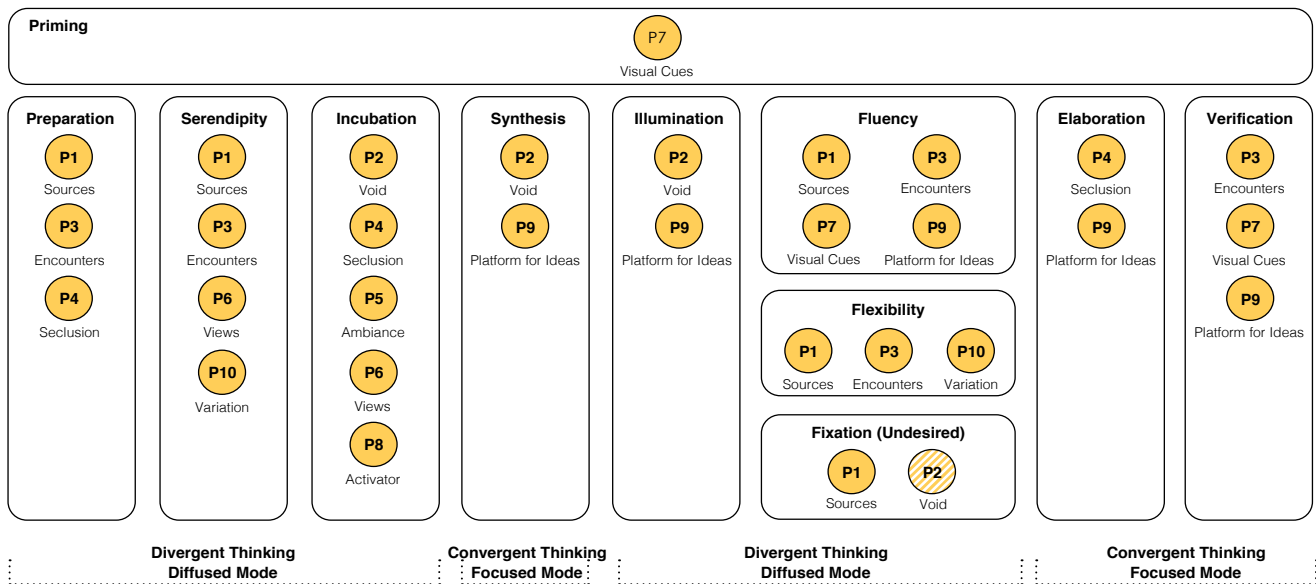 Priming
P7
Visual Cues
Preparation
P1
Sources
P3
Encounters
P4
Seclusion
Serendipity
P1
Sources
P3
Encounters
P6
Views
P10
Variation
Incubation
P2
Void
P4
Seclusion
P5
Ambiance
P6
Views
P8
Activator
Synthesis
P2
Void
P9
Platform for Ideas
Illumination
P2
Void
P9
Platform for Ideas
Fluency
P1
Sources
P3
Encounters
P7
Visual Cues
P9
Platform for Ideas
Flexibility
P1
Sources
P3
Encounters
P10
Variation
Fixation (Undesired)
P1
Sources
P2
Void
Elaboration
P4
Seclusion
P9
Platform for Ideas
Verification
P3
Encounters
P7
Visual Cues
P9
Platform for Ideas
Divergent Thinking
Diffused Mode
Convergent Thinking
Focused Mode
Divergent Thinking
Diffused Mode
Convergent Thinking
Focused Mode